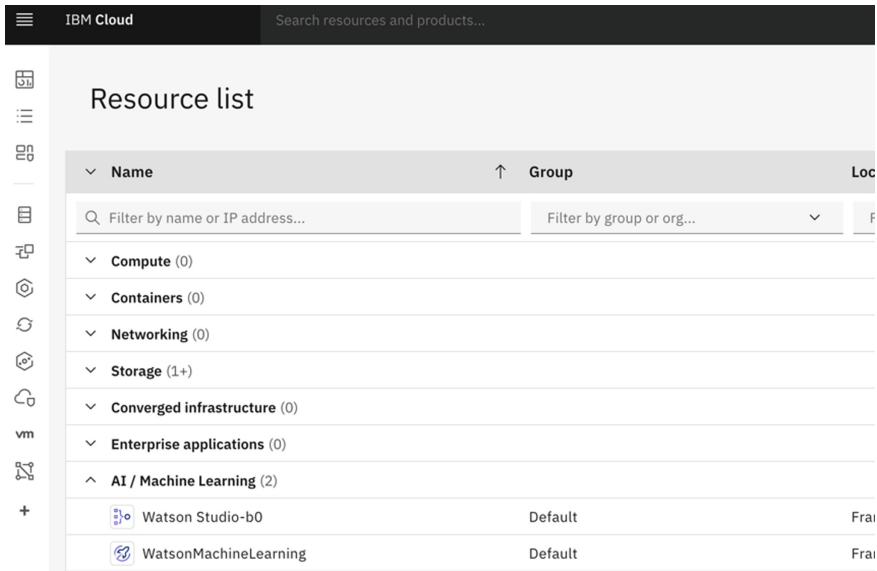 IBM Cloud Search resources and products...
Resource list
Name Group Loc
Filter by name or IP address... Filter by group or org... F
Compute (0)
Containers (0)
Networking (0)
Storage (1+)
Converged infrastructure (0)
Enterprise applications (0)
vm
AI / Machine Learning (2)
Watson Studio-b0 Default Fra
WatsonMachineLearning Default Fra